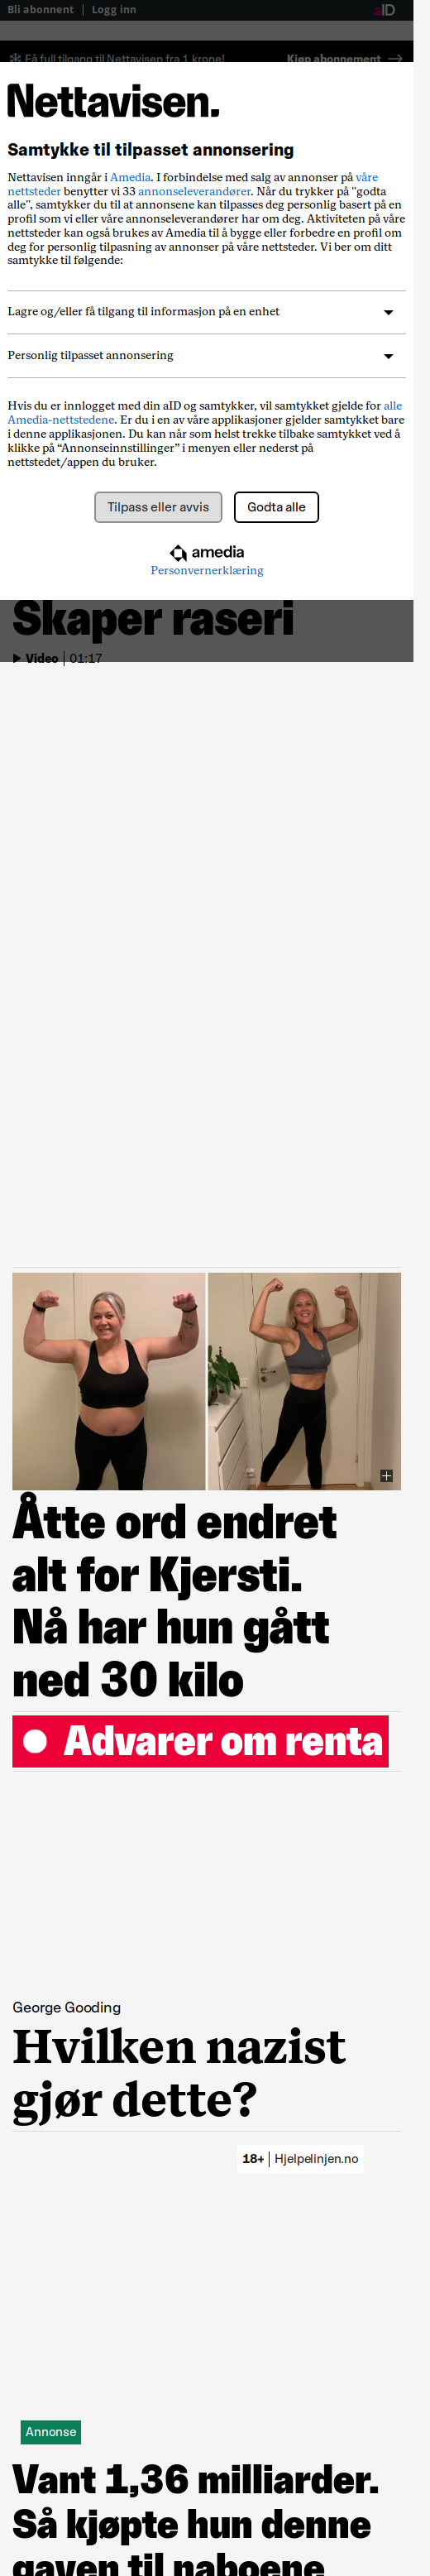 Bli abonnent | Logg inn
aID
Få full tilgang til Nettavisen fra 1 krone!
Kjøp abonnement →
Nettavisen.
Samtykke til tilpasset annonsering
Nettavisen inngår i Amedia. I forbindelse med salg av annonser på våre
nettsteder benytter vi 33 annonseleverandører. Når du trykker på "godta
alle", samtykker du til at annonsene kan tilpasses deg personlig basert på en
profil som vi eller våre annonseleverandører har om deg. Aktiviteten på våre
nettsteder kan også brukes av Amedia til å bygge eller forbedre en profil om
deg for personlig tilpasning av annonser på våre nettsteder. Vi ber om ditt
samtykke til følgende:
Lagre og/eller få tilgang til informasjon på en enhet
Personlig tilpasset annonsering
Hvis du er innlogget med din aID og samtykker, vil samtykket gjelde for alle
Amedia-nettstedene. Er du i en av våre applikasjoner gjelder samtykket bare
i denne applikasjonen. Du kan når som helst trekke tilbake samtykket ved å
klikke på “Annonseinnstillinger” i menyen eller nederst på
nettstedet/appen du bruker.
Tilpass eller avvis
Godta alle
amedia
Personvernerklæring
Skaper raseri
Video | 01:17
Åtte ord endret
alt for Kjersti.
Nå har hun gått
ned 30 kilo
Advarer om renta
George Gooding
Hvilken nazist
gjør dette?
18+ | Hjelpelinjen.no
Annonse
Vant 1,36 milliarder.
Så kjøpte hun denne
gaven til naboene